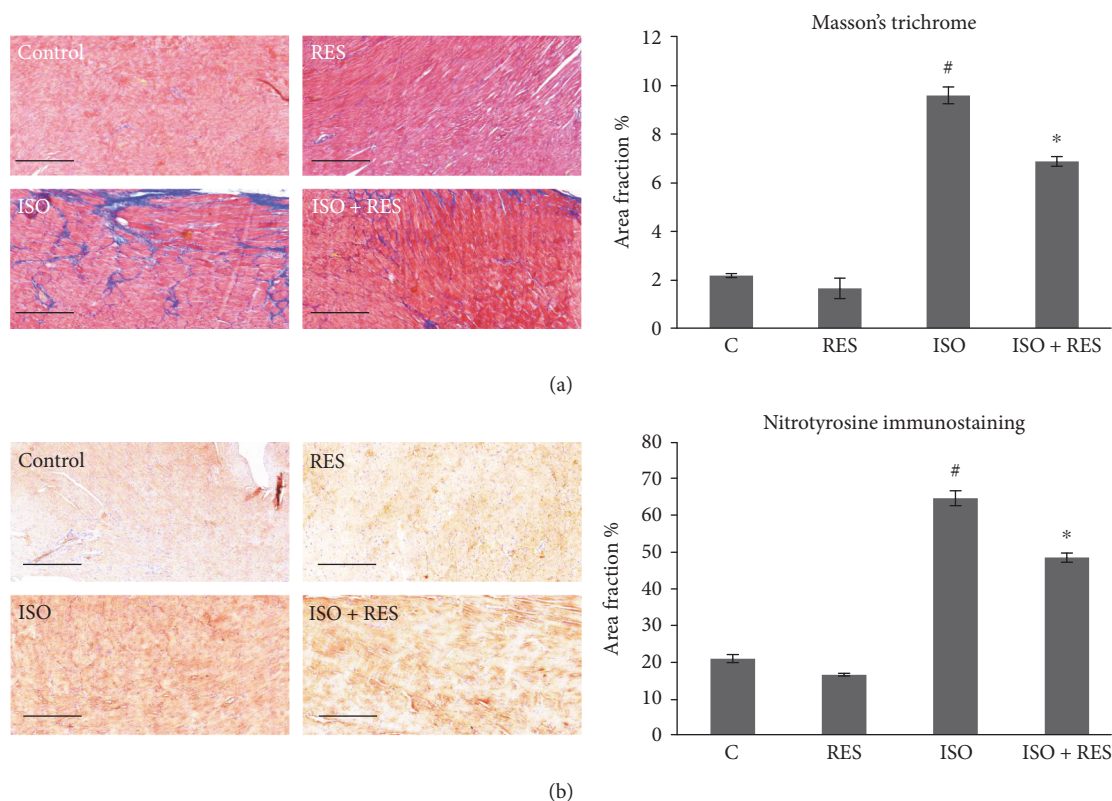 Control
RES
ISO
ISO + RES
Masson's trichrome
Area fraction %
12
10
8
6
4
2
0
#
*
C RES ISO ISO + RES
(a)
Control
RES
ISO
ISO + RES
Nitrotyrosine immunostaining
Area fraction %
80
70
60
50
40
30
20
10
0
#
*
C RES ISO ISO + RES
(b)